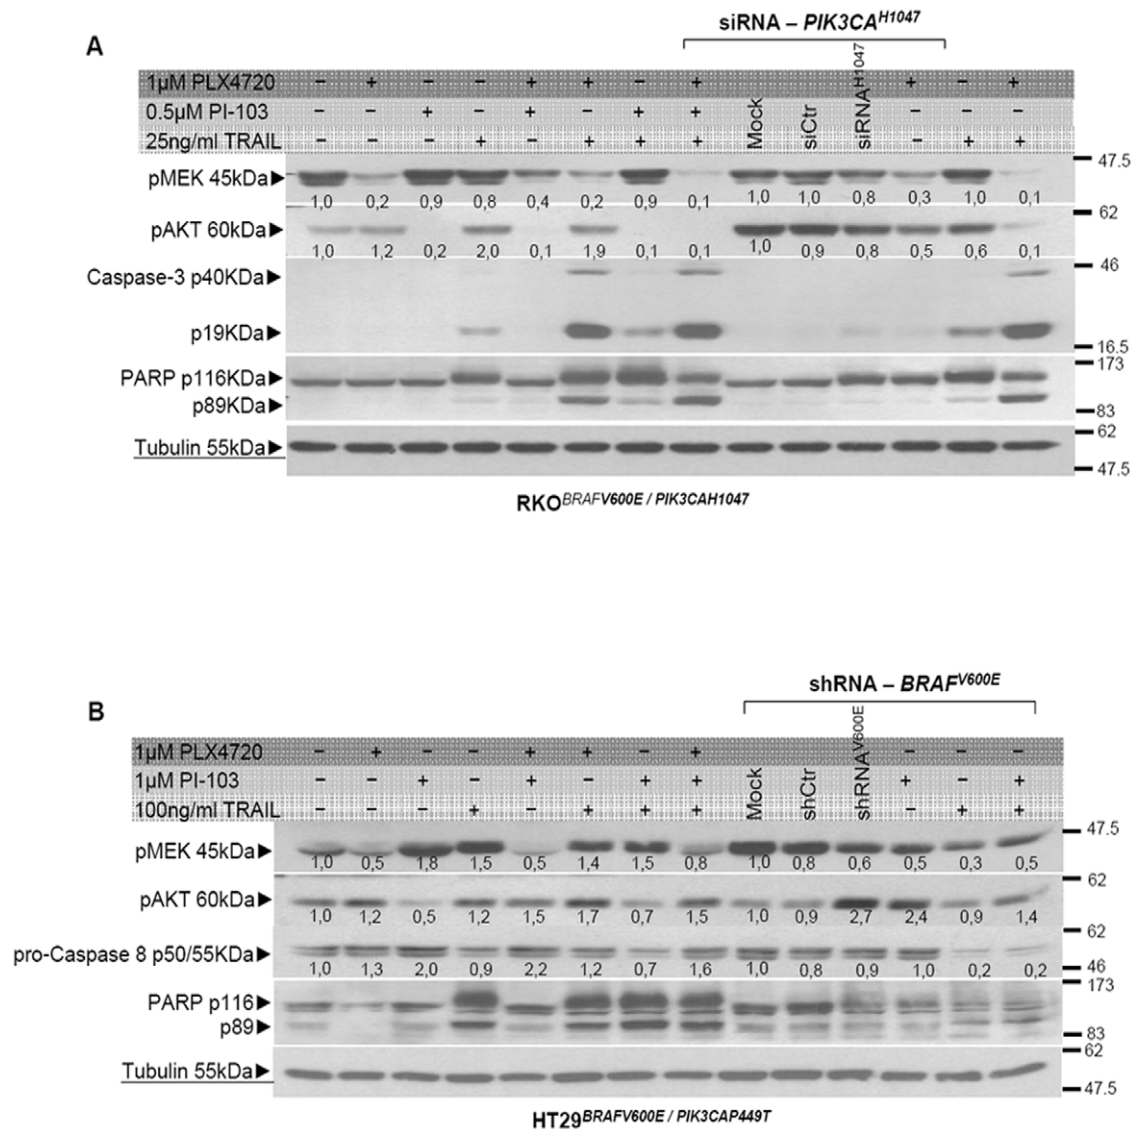 siRNA – PIK3CA^H1047
A
1µM PLX4720 – + – – + + – + Mock siCtr siRNA^H1047 + – +
0.5µM PI-103 – – + – + – + + – – –
25ng/ml TRAIL – – – + – + + + – + +
pMEK 45kDa 47.5
1,0 0,2 0,9 0,8 0,4 0,2 0,9 0,1 1,0 1,0 0,8 0,3 1,0 0,1
62
pAKT 60kDa
1,0 1,2 0,2 2,0 0,1 1,9 0,1 0,1 1,0 0,9 0,8 0,5 0,6 0,1
46
Caspase-3 p40KDa
p19KDa
16.5
173
PARP p116KDa
p89KDa
83
62
Tubulin 55kDa
47.5
RKO^BRAFV600E / PIK3CAH1047
shRNA – BRAF^V600E
B
1µM PLX4720 – + – – + + – + Mock shCtr shRNA^V600E – – –
1µM PI-103 – – + – + – + + + – +
100ng/ml TRAIL – – – + – + + + – + +
47.5
pMEK 45kDa
1,0 0,5 1,8 1,5 0,5 1,4 1,5 0,8 1,0 0,8 0,6 0,5 0,3 0,5
62
pAKT 60kDa
1,0 1,2 0,5 1,2 1,5 1,7 0,7 1,5 1,0 0,9 2,7 2,4 0,9 1,4
62
pro-Caspase 8 p50/55KDa
1,0 1,3 2,0 0,9 2,2 1,2 0,7 1,6 1,0 0,8 0,9 1,0 0,2 0,2
46
173
PARP p116
p89
83
62
Tubulin 55kDa
47.5
HT29^BRAFV600E / PIK3CAP449T